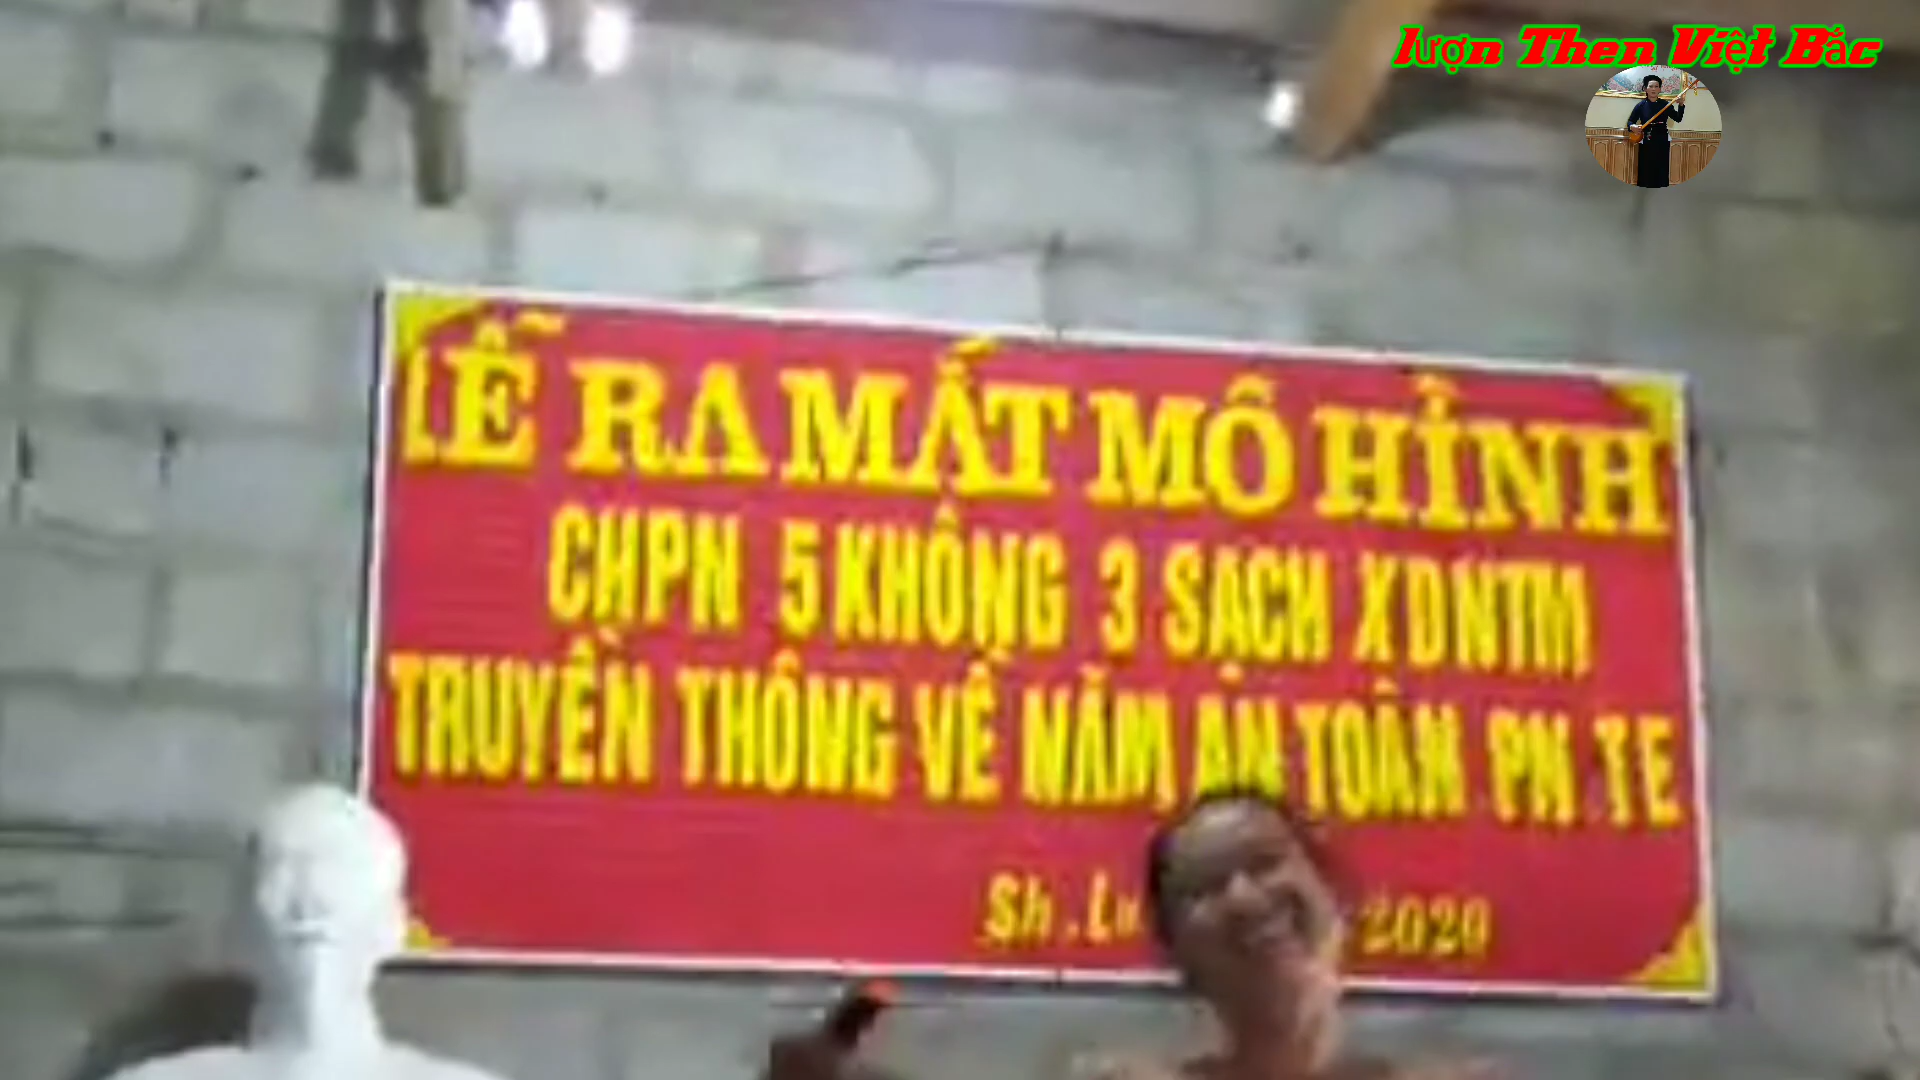 lượn Then Việt Bắc
LỄ RA MẮT MÔ HÌNH
CHPN 5 KHÔNG 3 SẠCH XDNTM
TRUYỀN THÔNG VỀ NĂM AN TOÀN PN TE
Sh. 2020